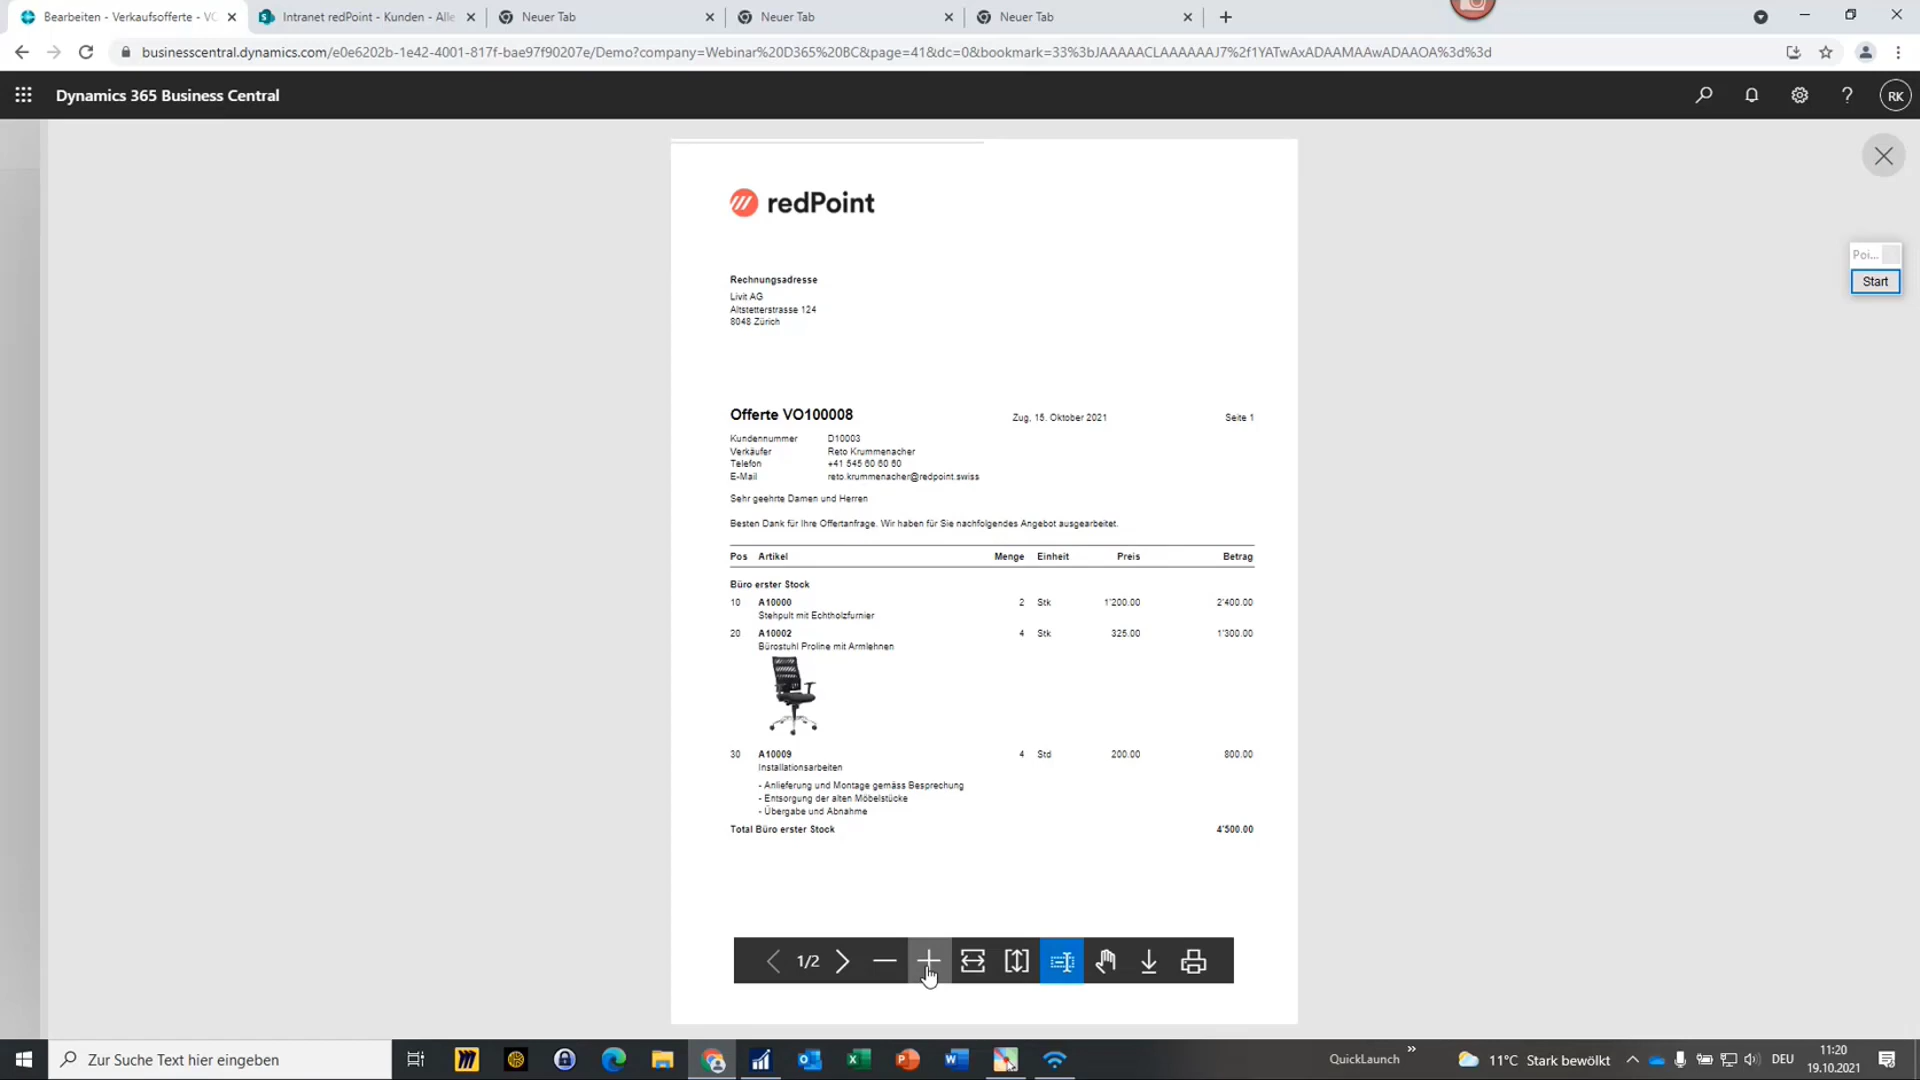 Bearbeiten - Verkaufsofferte - VO
Intranet redPoint - Kunden - Alle
Neuer Tab
Neuer Tab
Neuer Tab
businesscentral.dynamics.com/e0e6202b-1e42-4001-817f-bae97f90207e/Demo?company=Webinar%20D365%20BC&page=41&dc=0&bookmark=33%3bJAAAAACLAAAAAAJ7%2f1YATwAxADAAMAAwADAAOA%3d%3d
Dynamics 365 Business Central
RK
redPoint
Poi...
Start
Rechnungsadresse
Livit AG
Altstetterstrasse 124
8048 Zürich
Offerte VO100008
Zug, 15. Oktober 2021
Seite 1
Kundennummer D10003
Verkäufer Reto Krummenacher
Telefon +41 545 60 60 60
E-Mail reto.krummenacher@redpoint.swiss
Sehr geehrte Damen und Herren
Besten Dank für Ihre Offertanfrage. Wir haben für Sie nachfolgendes Angebot ausgearbeitet.
Pos Artikel Menge Einheit Preis Betrag
Büro erster Stock
10 A10000 2 Stk 1'200.00 2'400.00
Stehpult mit Echtholzfurnier
20 A10002 4 Stk 325.00 1'300.00
Bürostuhl Proline mit Armlehnen
30 A10009 4 Std 200.00 800.00
Installationsarbeiten
- Anlieferung und Montage gemäss Besprechung
- Entsorgung der alten Möbelstücke
- Übergabe und Abnahme
Total Büro erster Stock 4'500.00
1/2
Zur Suche Text hier eingeben
QuickLaunch
11°C Stark bewölkt
DEU
11:20
19.10.2021